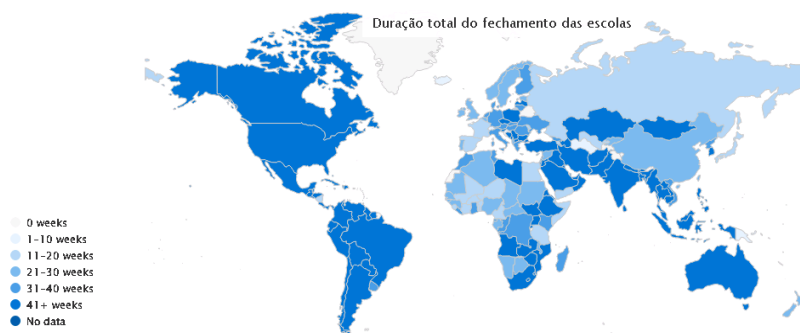 Duração total do fechamento das escolas
0 weeks
1-10 weeks
11-20 weeks
21-30 weeks
31-40 weeks
41+ weeks
No data